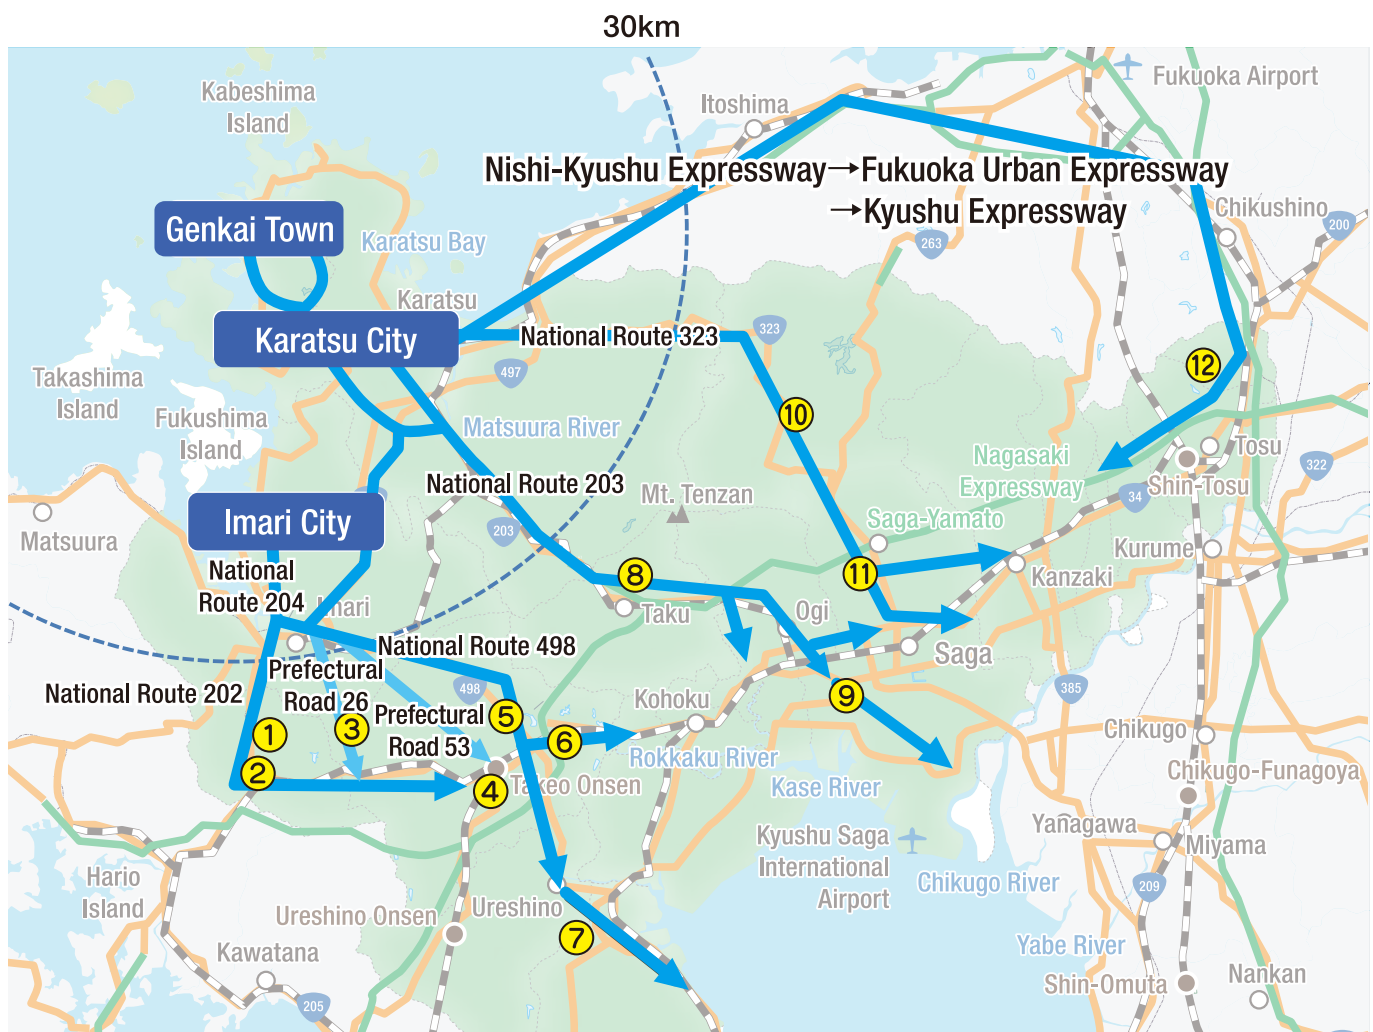 30km
Fukuoka Airport
Kabeshima
Island
Itoshima
Nishi-Kyushu Expressway→Fukuoka Urban Expressway
→Kyushu Expressway
Genkai Town
Karatsu Bay
Chikushino
200
263
Karatsu
Karatsu City
National Route 323
323
497
Takashima
Island
12
Fukushima
Island
10
Matsuura River
Tosu
Nagasaki
Expressway
322
Shin-Tosu
National Route 203
Mt. Tenzan
34
Matsuura
Imari City
203
Saga-Yamato
Kurume
National
Route 204
8
11
Kanzaki
Imari
Taku
Ogi
National Route 498
Saga
Prefectural
Road 26
National Route 202
498
385
Kohoku
9
Prefectural
Road 53
5
1
3
6
Chikugo
2
Rokkaku River
Kase River
Chikugo-Funagoya
4
Takeo Onsen
Kyushu Saga
International
Airport
Yanagawa
Miyama
Hario
Island
Chikugo River
209
Ureshino Onsen
Ureshino
7
Kawatana
Yabe River
Shin-Omuta
Nankan
205